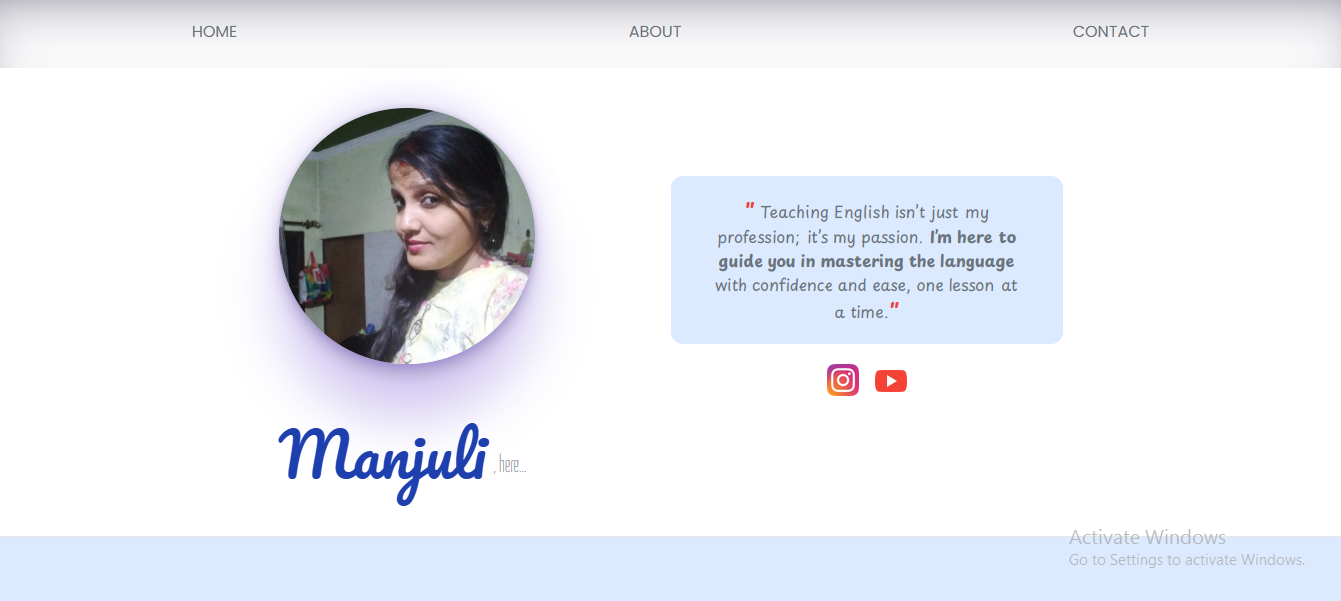 HOME ABOUT CONTACT
" Teaching English isn't just my
profession; it's my passion. I'm here to
guide you in mastering the language
with confidence and ease, one lesson at
a time."
Manjuli , here...
Activate Windows
Go to Settings to activate Windows.